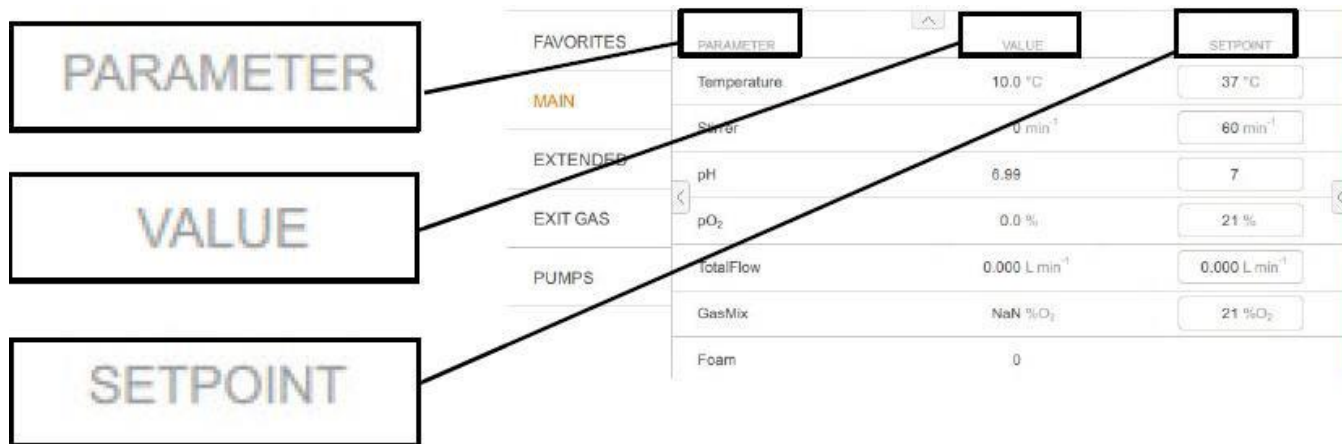 PARAMETER
VALUE
SETPOINT
FAVORITES
MAIN
EXTENDED
EXIT GAS
PUMPS
PARAMETER VALUE SETPOINT
Temperature 10.0 °C 37 °C
Stirrer 0 min⁻¹ 60 min⁻¹
pH 6.99 7
pO₂ 0.0 % 21 %
TotalFlow 0.000 L min⁻¹ 0.000 L min⁻¹
GasMix NaN %O₂ 21 %O₂
Foam 0